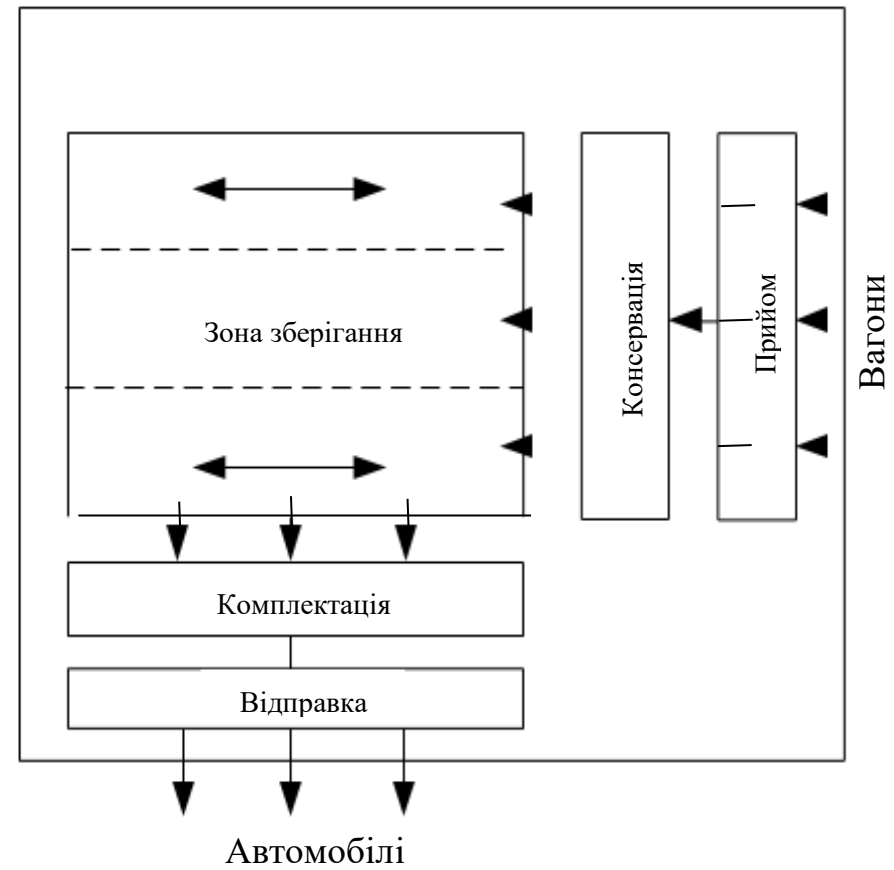 Зона зберігання
Консервація
Прийом
Вагони
Комплектація
Відправка
Автомобілі